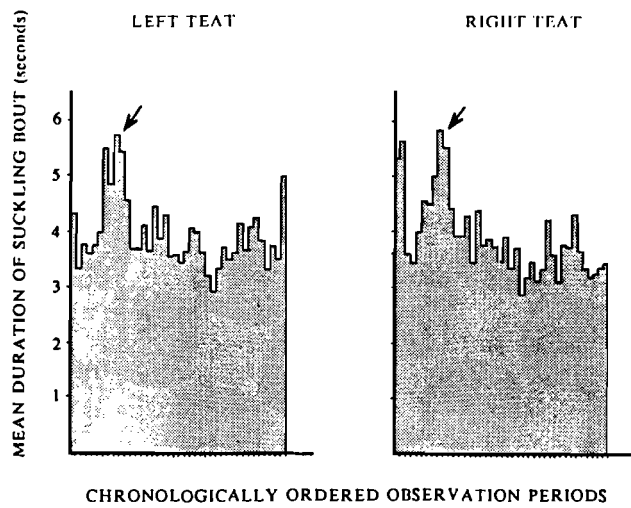 LEFT TEAT
RIGHT TEAT
MEAN DURATION OF SUCKLING BOUT (seconds)
6
5
4
3
2
1
CHRONOLOGICALLY ORDERED OBSERVATION PERIODS